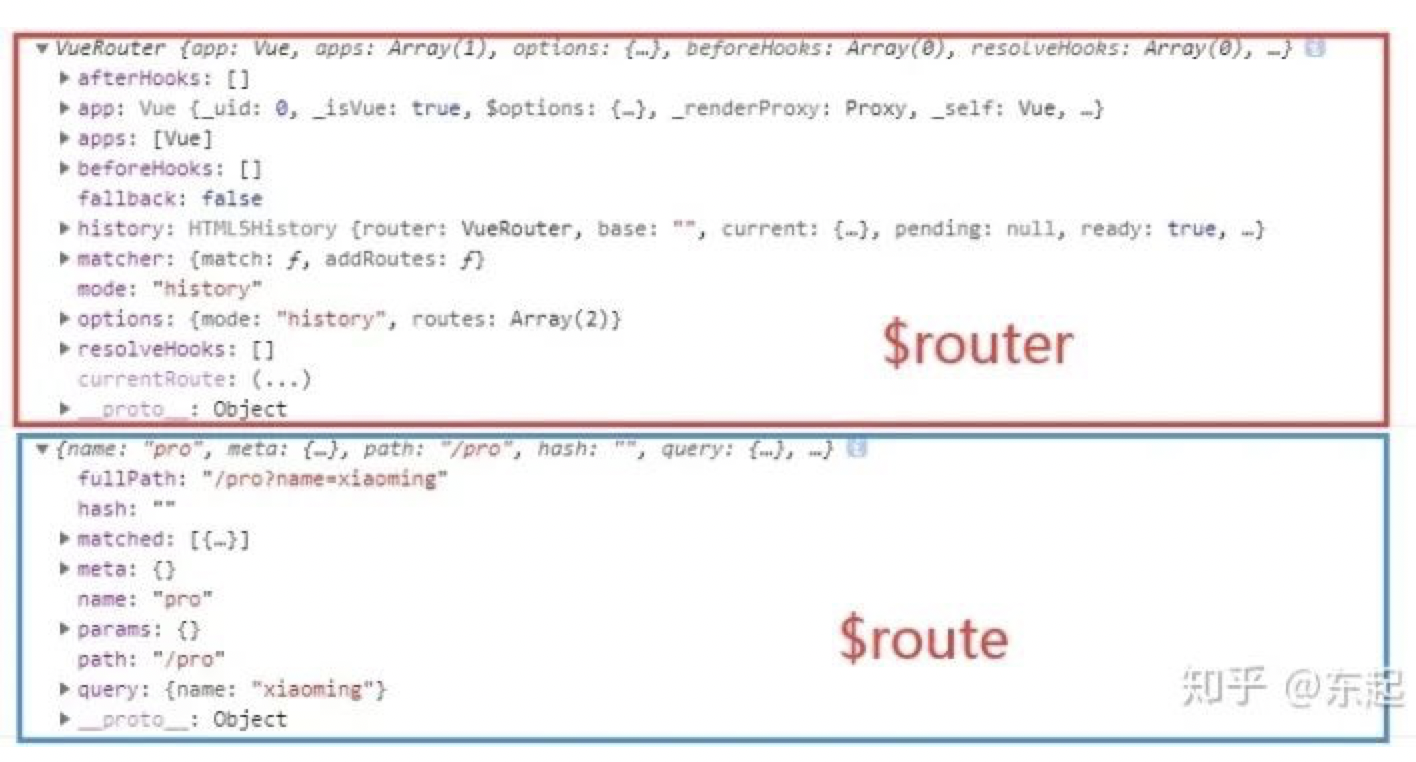 ▼VueRouter {app: Vue, apps: Array(1), options: {…}, beforeHooks: Array(0), resolveHooks: Array(0), …}
▶afterHooks: []
▶app: Vue {_uid: 0, _isVue: true, $options: {…}, _renderProxy: Proxy, _self: Vue, …}
▶apps: [Vue]
▶beforeHooks: []
fallback: false
▶history: HTML5History {router: VueRouter, base: "", current: {…}, pending: null, ready: true, …}
▶matcher: {match: ƒ, addRoutes: ƒ}
mode: "history"
▶options: {mode: "history", routes: Array(2)}
▶resolveHooks: []
currentRoute: (...)
▶__proto__: Object
$router
▼{name: "pro", meta: {…}, path: "/pro", hash: "", query: {…}, …}
fullPath: "/pro?name=xiaoming"
hash: ""
▶matched: [{…}]
▶meta: {}
name: "pro"
▶params: {}
path: "/pro"
▶query: {name: "xiaoming"}
▶__proto__: Object
$route
知乎 @东起